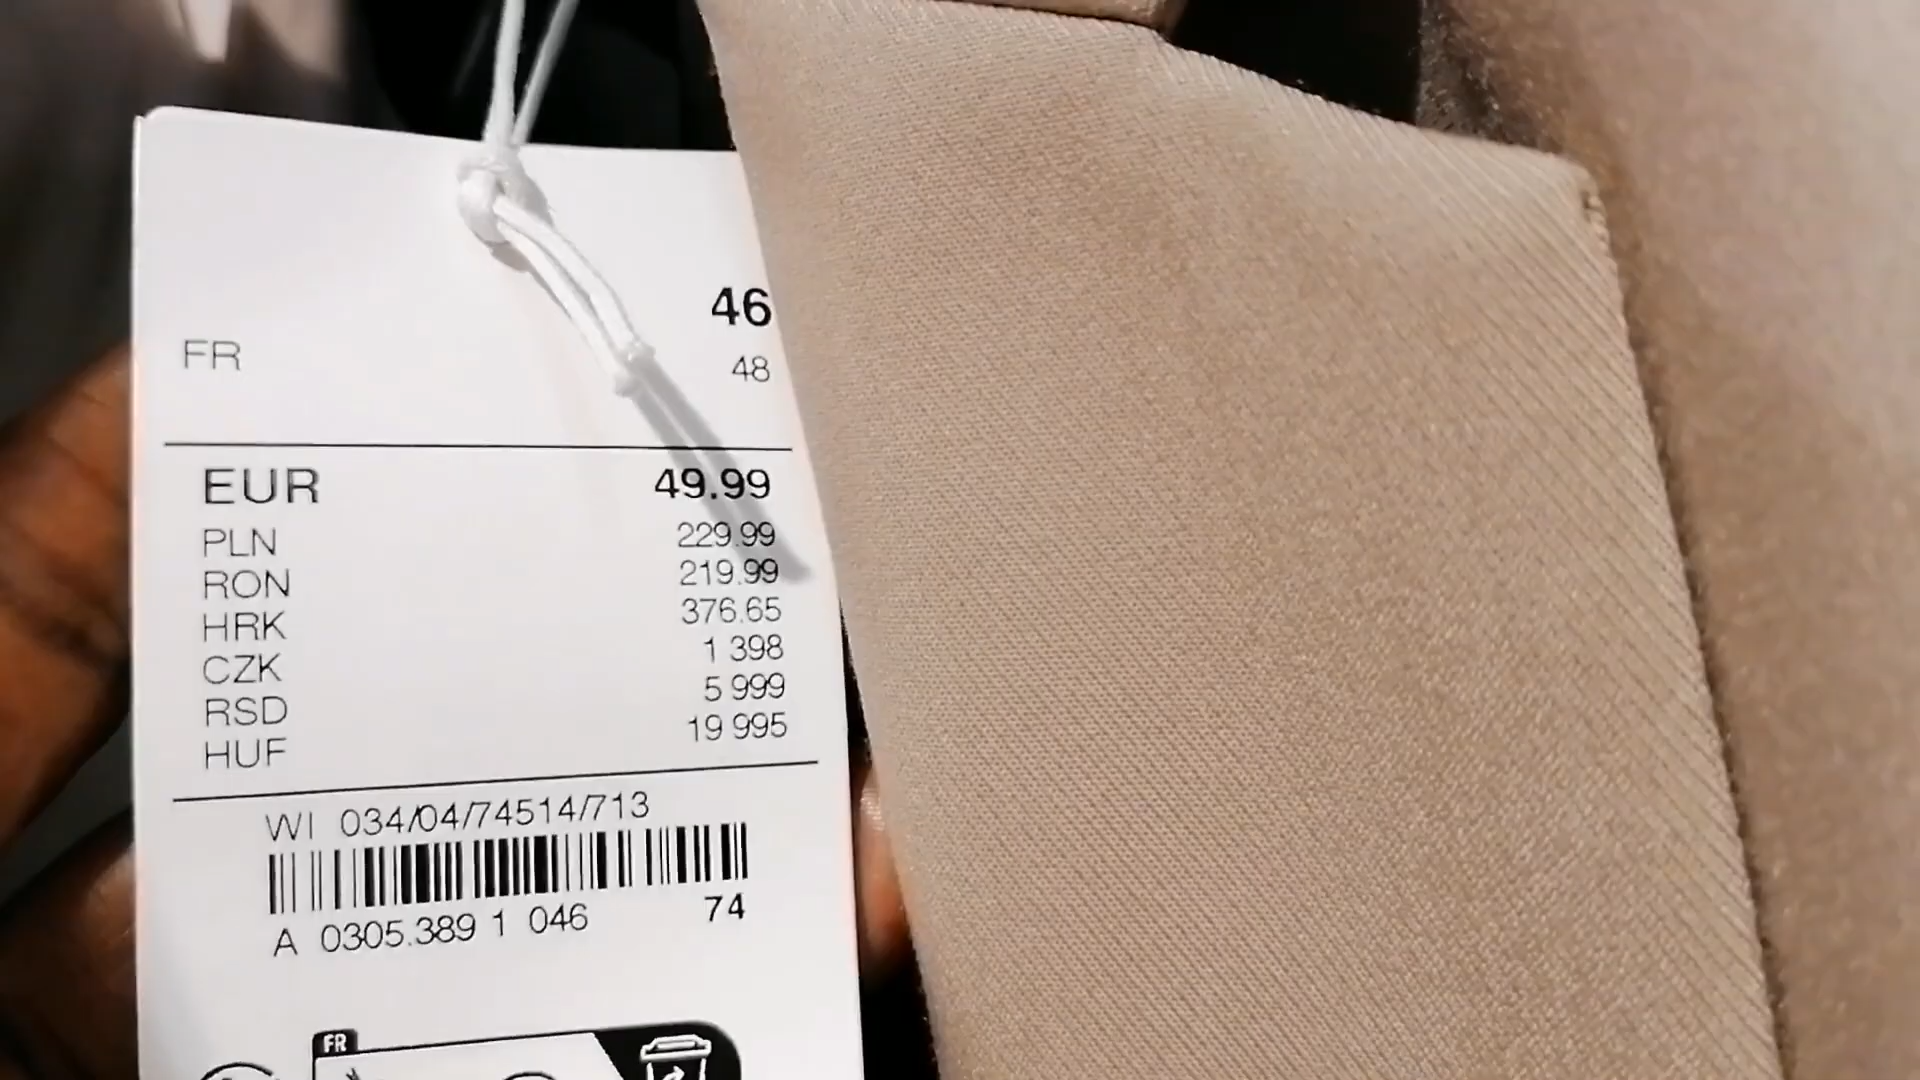 46
FR 48
EUR 49.99
PLN 229.99
RON 219.99
HRK 376.65
CZK 1 398
RSD 5 999
HUF 19 995
WI 034/04/74514/713
A 0305.389 1 046 74
FR